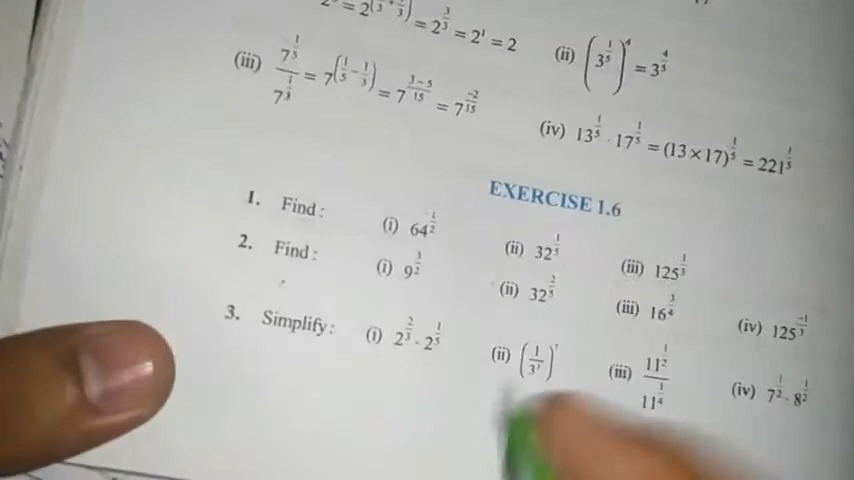 = 2^(1/3) = 2^(3/3) = 2^1 = 2
(ii) (3^(1/5))^4 = 3^(4/5)
(iii) 7^(1/5)/7^(1/3) = 7^(1/5 − 1/3) = 7^((3−5)/15) = 7^(−2/15)
(iv) 13^(1/5) · 17^(1/5) = (13×17)^(1/5) = 221^(1/5)
EXERCISE 1.6
1. Find : (i) 64^(1/2) (ii) 32^(1/5) (iii) 125^(1/3)
2. Find : (i) 9^(3/2) (ii) 32^(2/5) (iii) 16^(3/4) (iv) 125^(−1/3)
3. Simplify : (i) 2^(2/3) · 2^(1/5) (ii) (1/3^3)^7 (iii) 11^(1/2)/11^(1/4) (iv) 7^(1/2) · 8^(1/2)